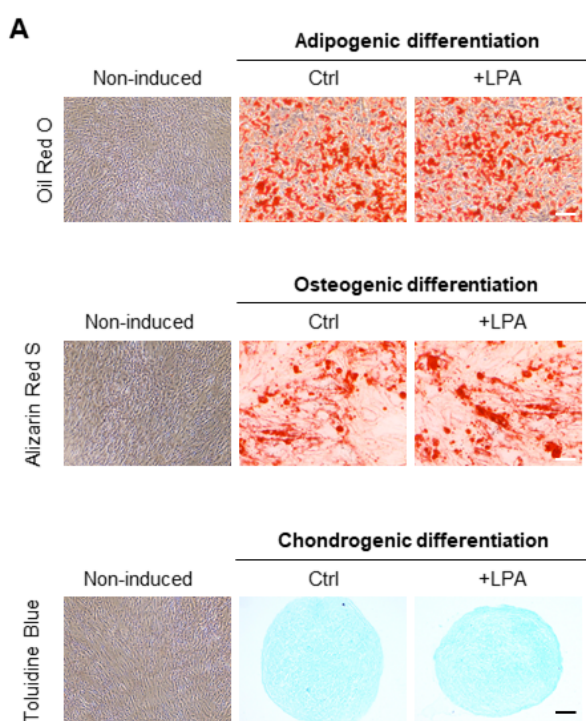 A
Adipogenic differentiation
Non-induced Ctrl +LPA
Oil Red O
Osteogenic differentiation
Non-induced Ctrl +LPA
Alizarin Red S
Chondrogenic differentiation
Non-induced Ctrl +LPA
Toluidine Blue